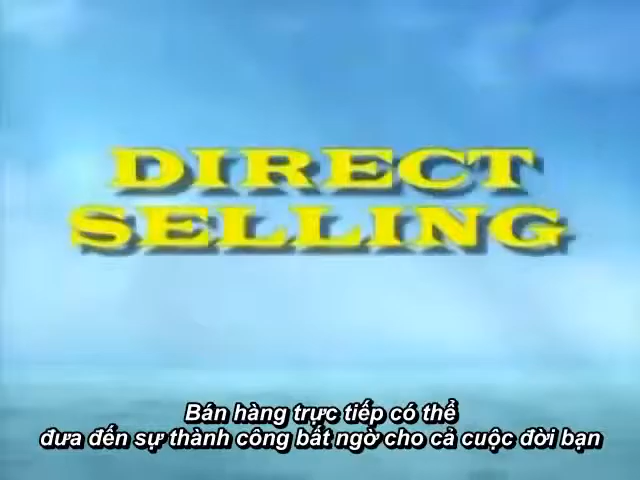 DIRECT
SELLING
Bán hàng trực tiếp có thể
đưa đến sự thành công bất ngờ cho cả cuộc đời bạn